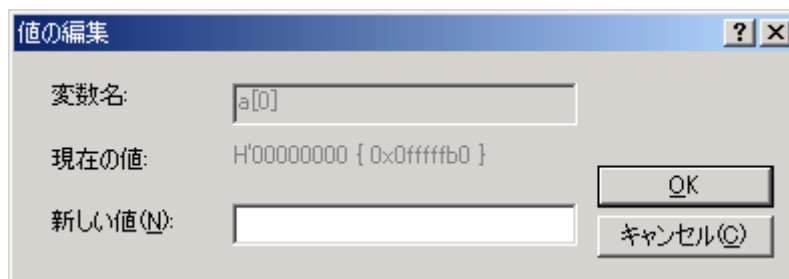 値の編集
変数名:
a[0]
現在の値:
H'00000000 { 0x0fffffb0 }
OK
新しい値(N):
キャンセル(C)